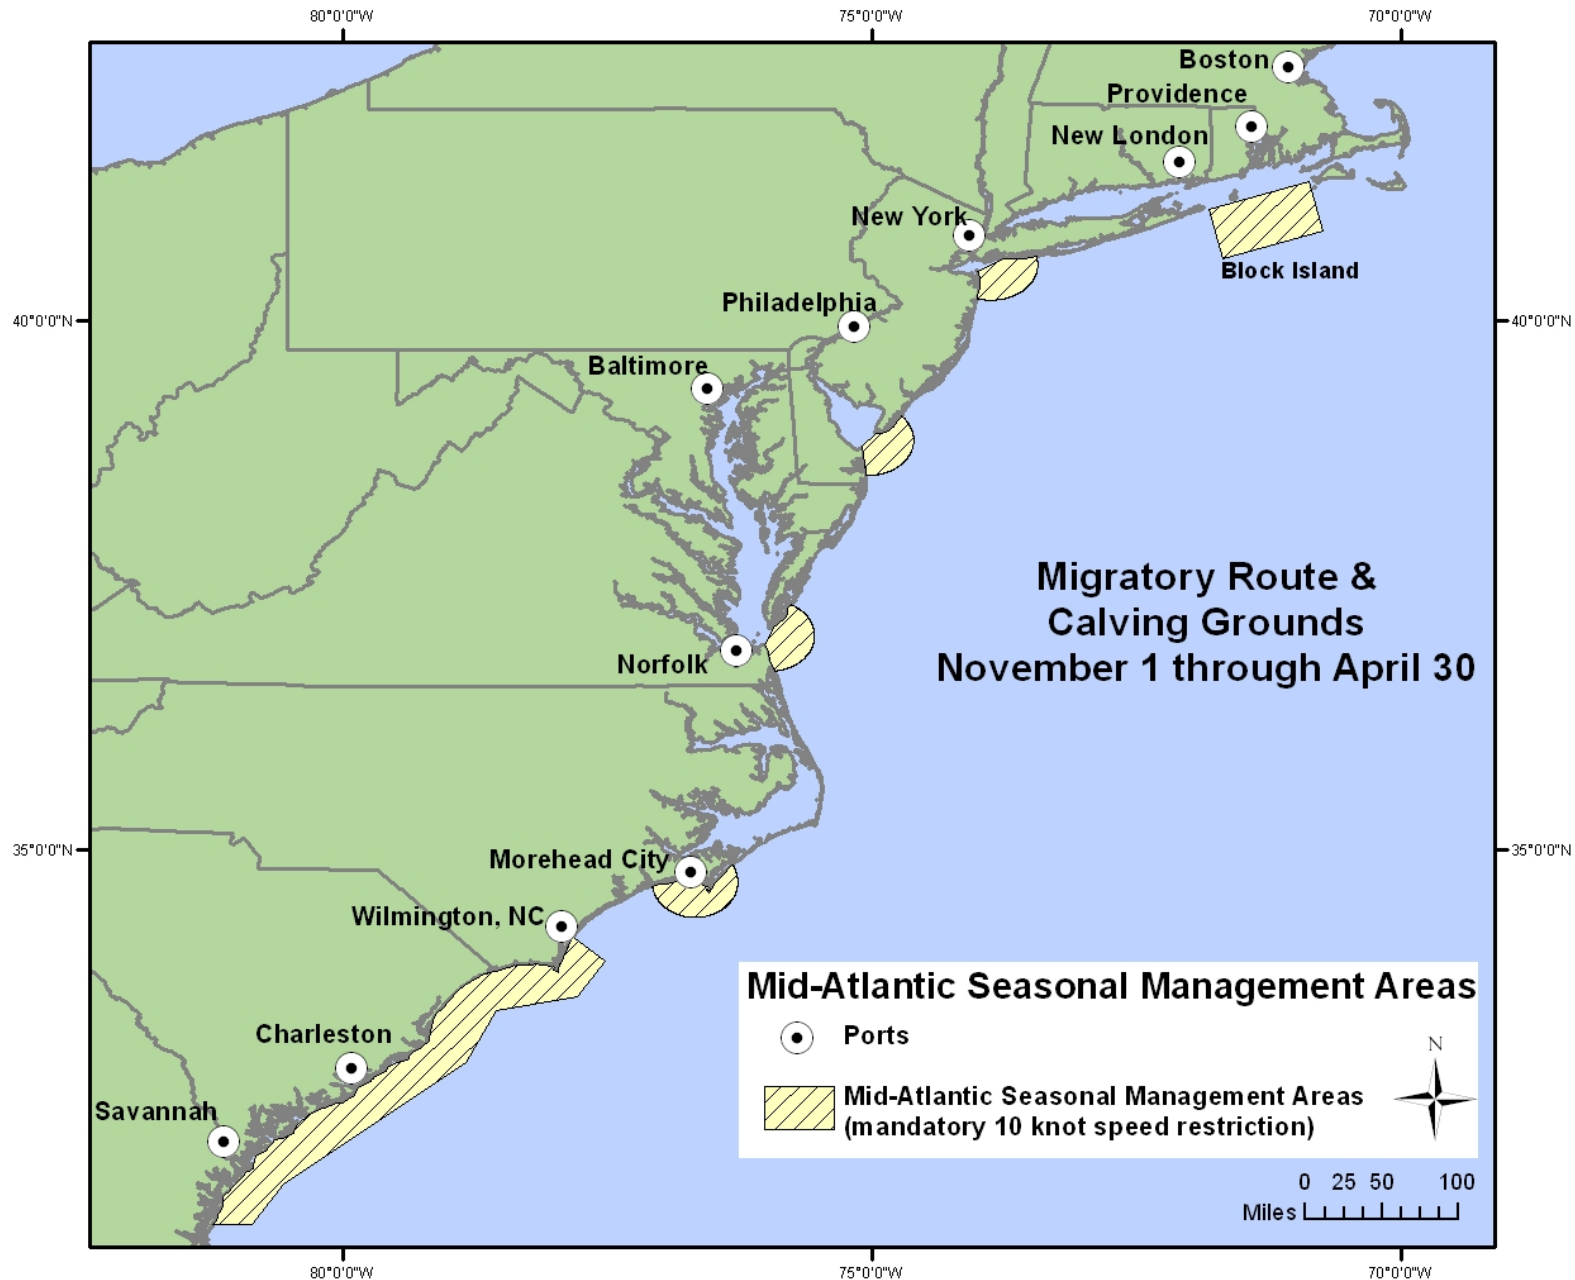 80°0'0"W
75°0'0"W
70°0'0"W
Boston
Providence
New London
New York
Block Island
Philadelphia
40°0'0"N
40°0'0"N
Baltimore
Migratory Route &
Calving Grounds
November 1 through April 30
Norfolk
35°0'0"N
35°0'0"N
Morehead City
Wilmington, NC
Mid-Atlantic Seasonal Management Areas
Ports
Charleston
N
Mid-Atlantic Seasonal Management Areas
(mandatory 10 knot speed restriction)
Savannah
0 25 50 100
Miles
80°0'0"W
75°0'0"W
70°0'0"W